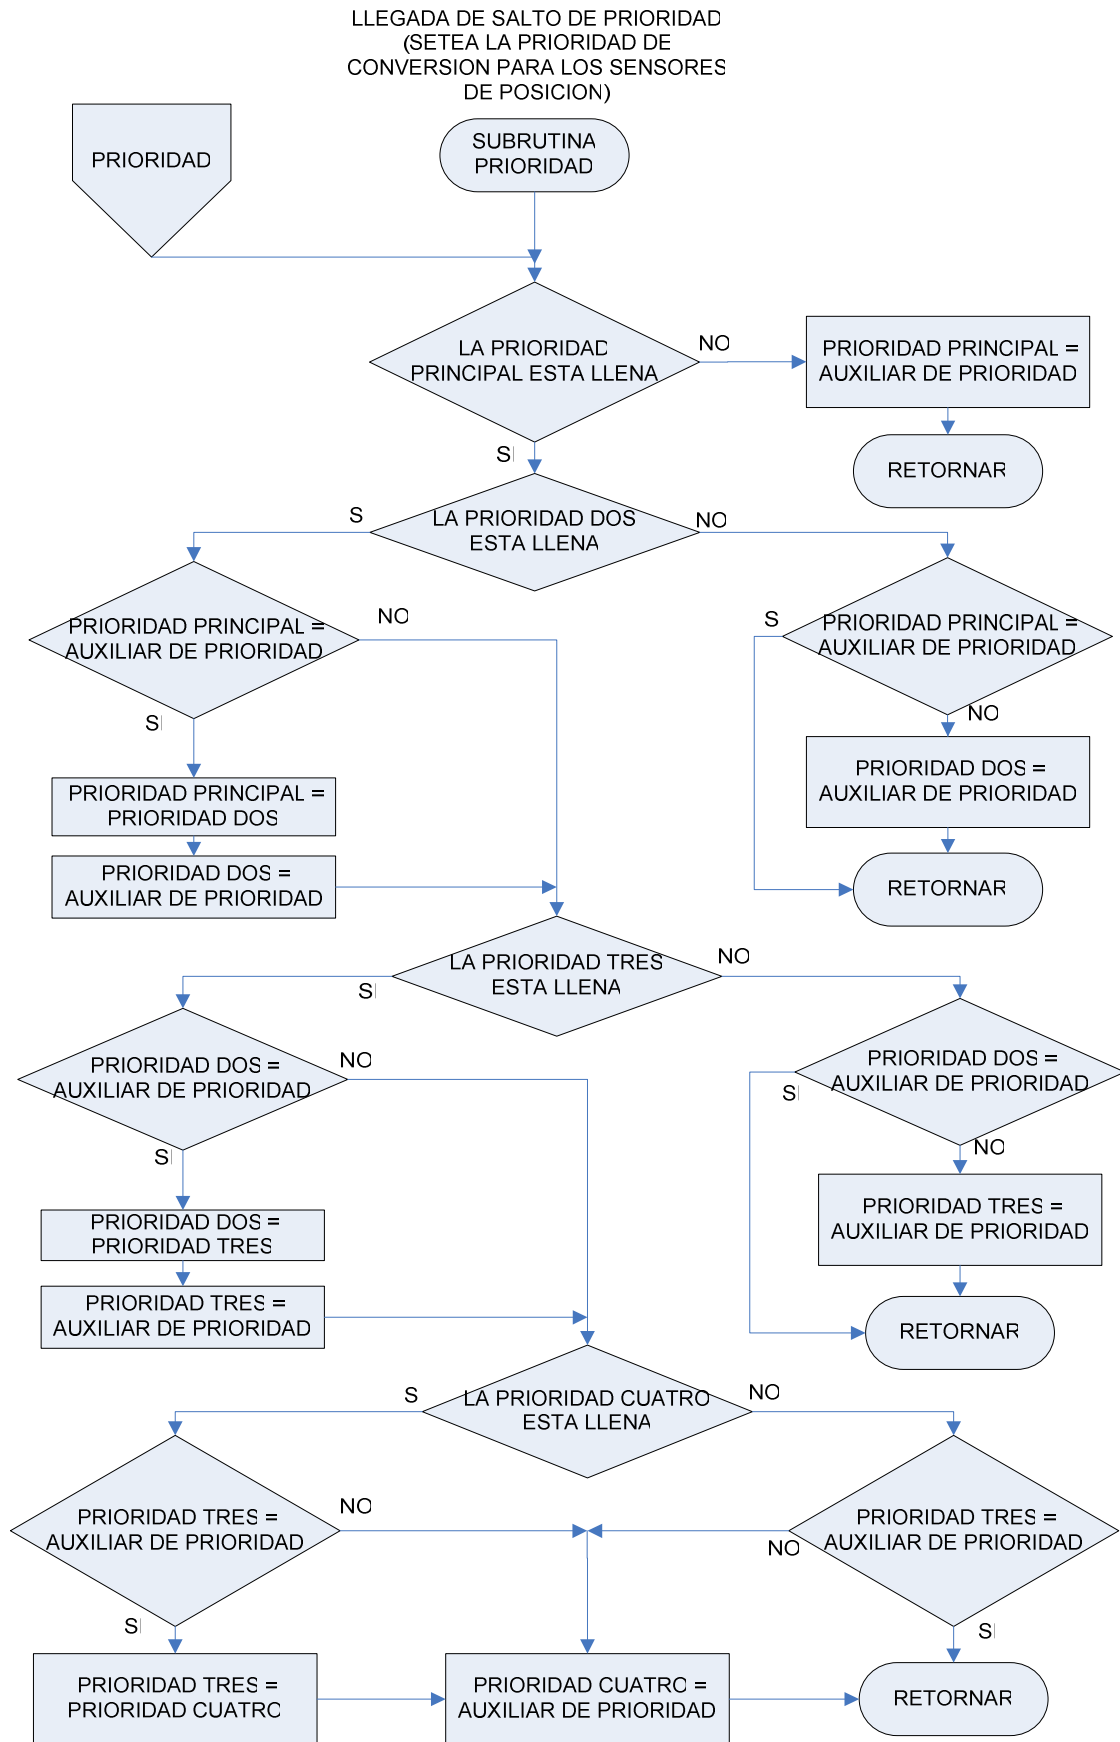 LLEGADA DE SALTO DE PRIORIDAD
(SETEA LA PRIORIDAD DE
CONVERSION PARA LOS SENSORES
DE POSICION)
PRIORIDAD
SUBRUTINA
PRIORIDAD
LA PRIORIDAD
PRINCIPAL ESTA LLENA
NO
PRIORIDAD PRINCIPAL =
AUXILIAR DE PRIORIDAD
RETORNAR
SI
LA PRIORIDAD DOS
ESTA LLENA
S
NO
PRIORIDAD PRINCIPAL =
AUXILIAR DE PRIORIDAD
NO
SI
PRIORIDAD PRINCIPAL =
AUXILIAR DE PRIORIDAD
S
NO
PRIORIDAD PRINCIPAL =
PRIORIDAD DOS
PRIORIDAD DOS =
AUXILIAR DE PRIORIDAD
PRIORIDAD DOS =
AUXILIAR DE PRIORIDAD
RETORNAR
LA PRIORIDAD TRES
ESTA LLENA
SI
NO
PRIORIDAD DOS =
AUXILIAR DE PRIORIDAD
NO
SI
PRIORIDAD DOS =
AUXILIAR DE PRIORIDAD
SI
NO
PRIORIDAD DOS =
PRIORIDAD TRES
PRIORIDAD TRES =
AUXILIAR DE PRIORIDAD
PRIORIDAD TRES =
AUXILIAR DE PRIORIDAD
RETORNAR
LA PRIORIDAD CUATRO
ESTA LLENA
S
NO
PRIORIDAD TRES =
AUXILIAR DE PRIORIDAD
NO
SI
PRIORIDAD TRES =
AUXILIAR DE PRIORIDAD
NO
SI
PRIORIDAD TRES =
PRIORIDAD CUATRO
PRIORIDAD CUATRO =
AUXILIAR DE PRIORIDAD
RETORNAR